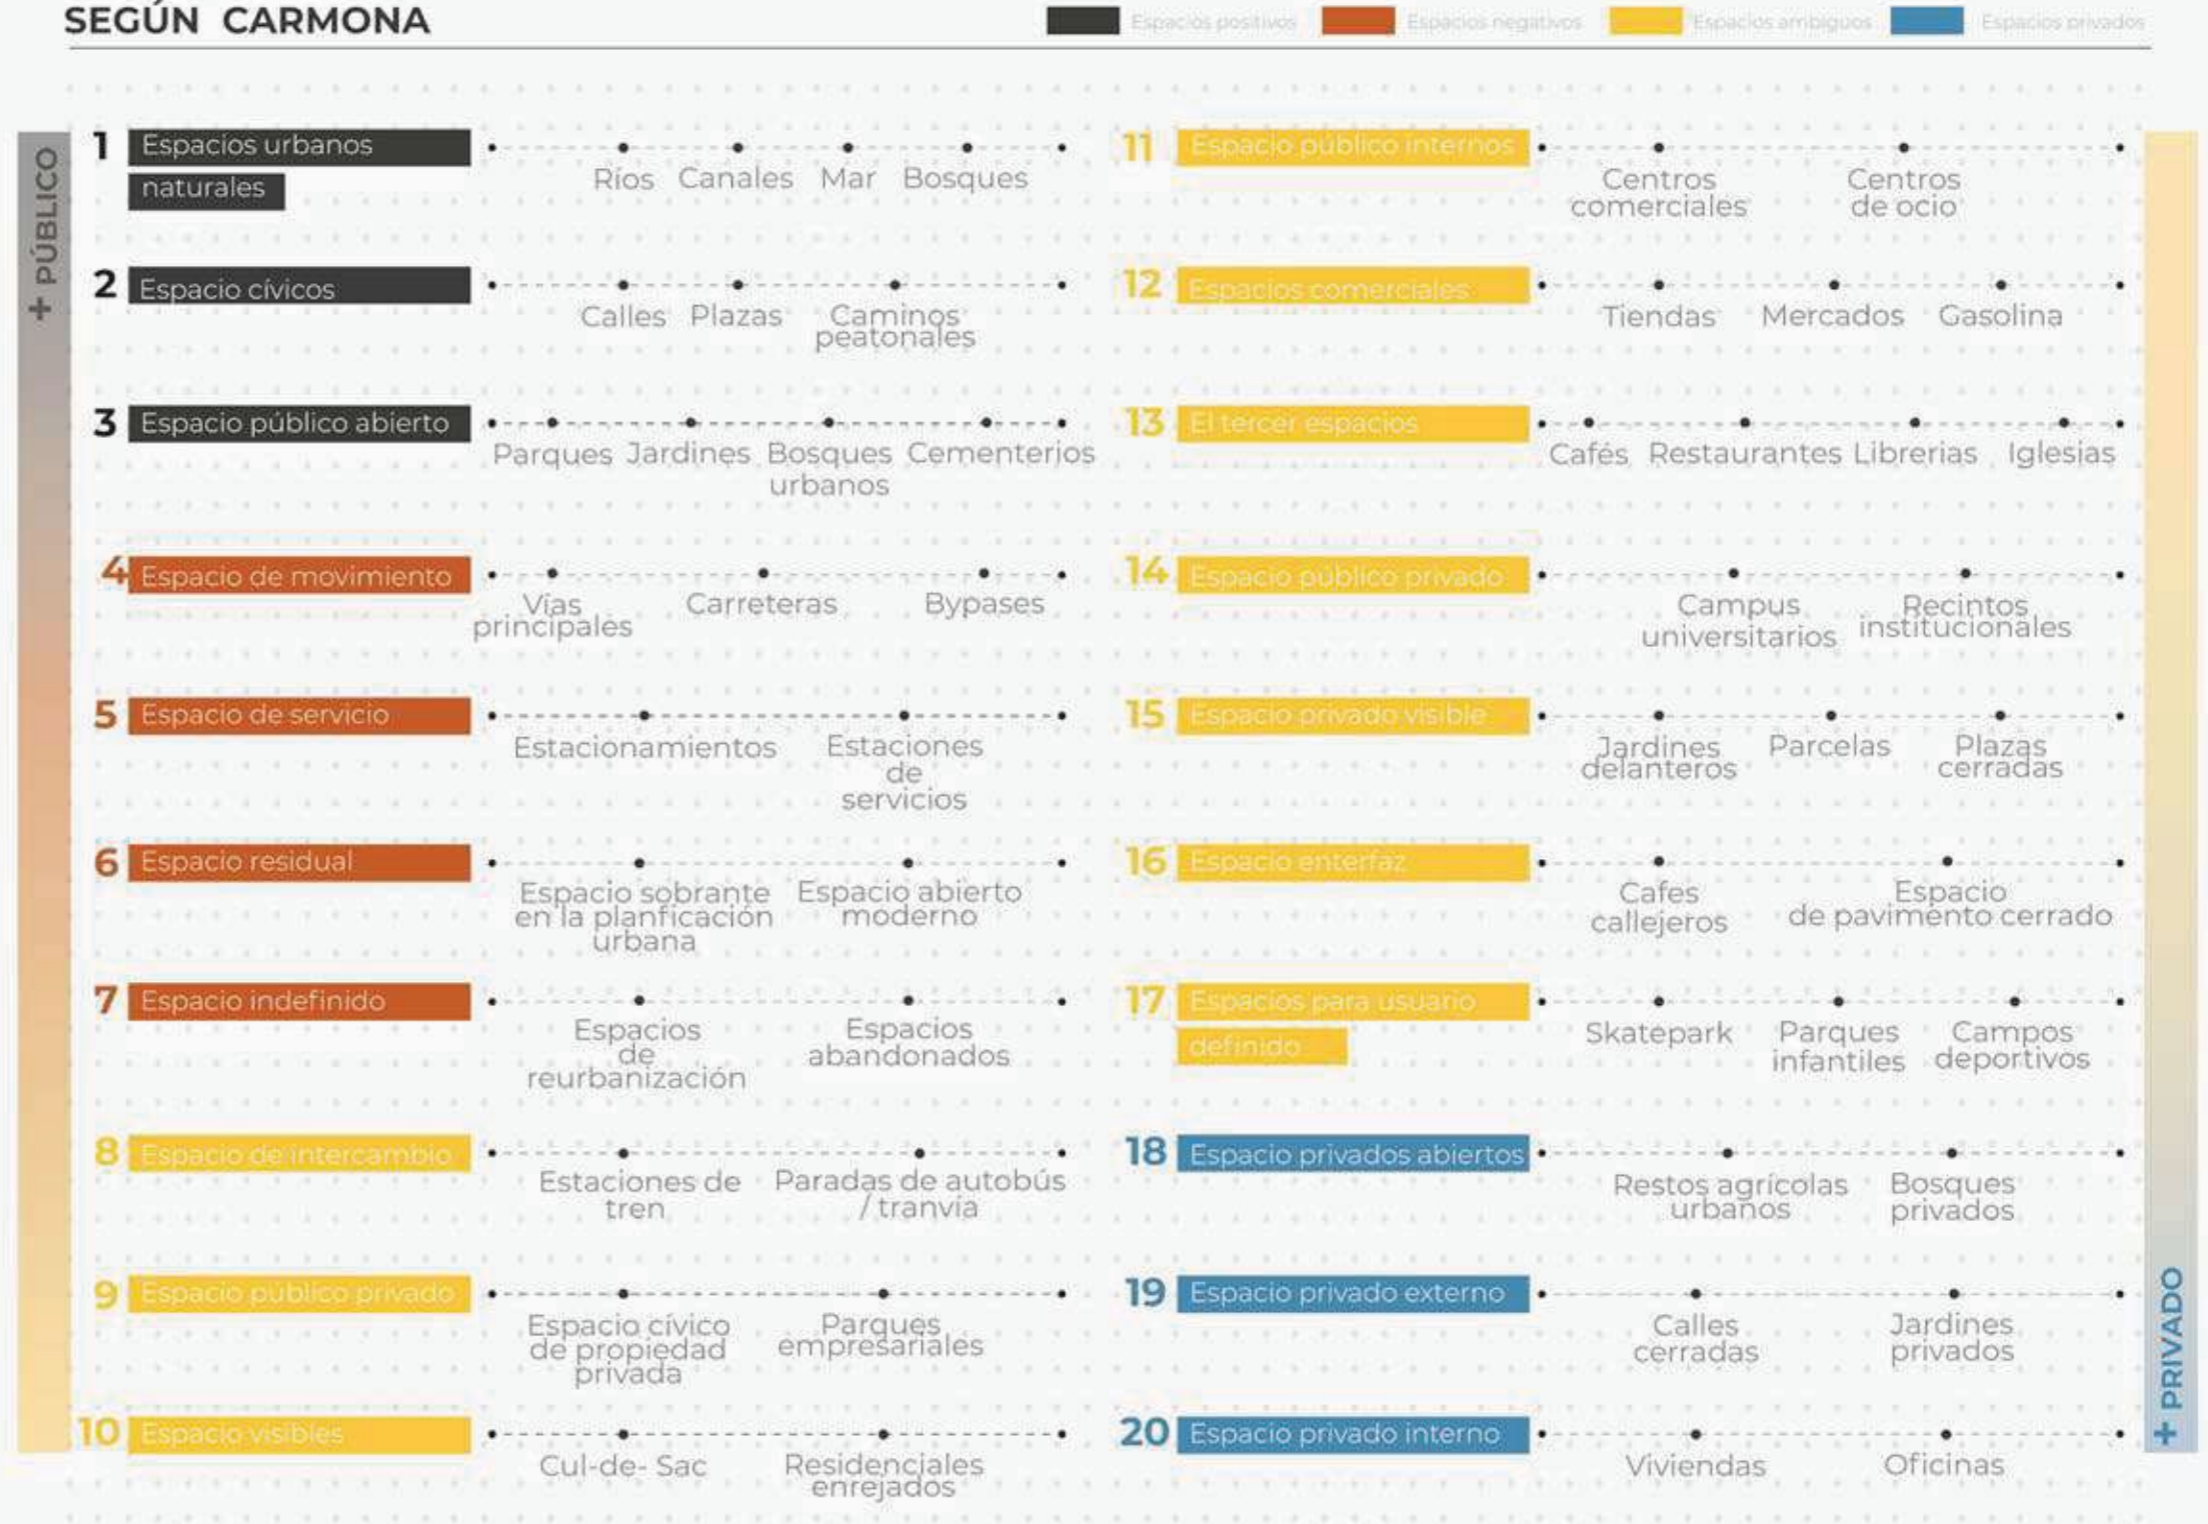 SEGÚN CARMONA
Espacios positivos
Espacios negativos
Espacios ambiguos
Espacios privados
+ PÚBLICO
1
Espacios urbanos
naturales
Ríos Canales Mar Bosques
2
Espacio cívicos
Calles Plazas Caminos
peatonales
3
Espacio público abierto
Parques Jardines Bosques Cementerios
urbanos
4
Espacio de movimiento
Vías Carreteras Bypases
principales
5
Espacio de servicio
Estacionamientos Estaciones
de
servicios
6
Espacio residual
Espacio sobrante
en la planficación
urbana
Espacio abierto
moderno
7
Espacio indefinido
Espacios
de
reurbanización
Espacios
abandonados
8
Espacio de intercambio
Estaciones de
tren
Paradas de autobús
/ tranvía
9
Espacio público privado
Espacio cívico
de propiedad
privada
Parques
empresariales
10
Espacio visibles
Cul-de- Sac
Residenciales
enrejados
11
Espacio público internos
Centros
comerciales
Centros
de ocio
12
Espacios comerciales
Tiendas Mercados Gasolina
13
El tercer espacios
Cafés Restaurantes Librerias Iglesias
14
Espacio público privado
Campus
universitarios
Recintos
institucionales
15
Espacio privado visible
Jardines
delanteros
Parcelas
Plazas
cerradas
16
Espacio enterfaz
Cafes
callejeros
Espacio
de pavimento cerrado
17
Espacios para usuario
definido
Skatepark
Parques
infantiles
Campos
deportivos
18
Espacio privados abiertos
Restos agrícolas
urbanos
Bosques
privados
19
Espacio privado externo
Calles
cerradas
Jardines
privados
20
Espacio privado interno
Viviendas
Oficinas
+ PRIVADO